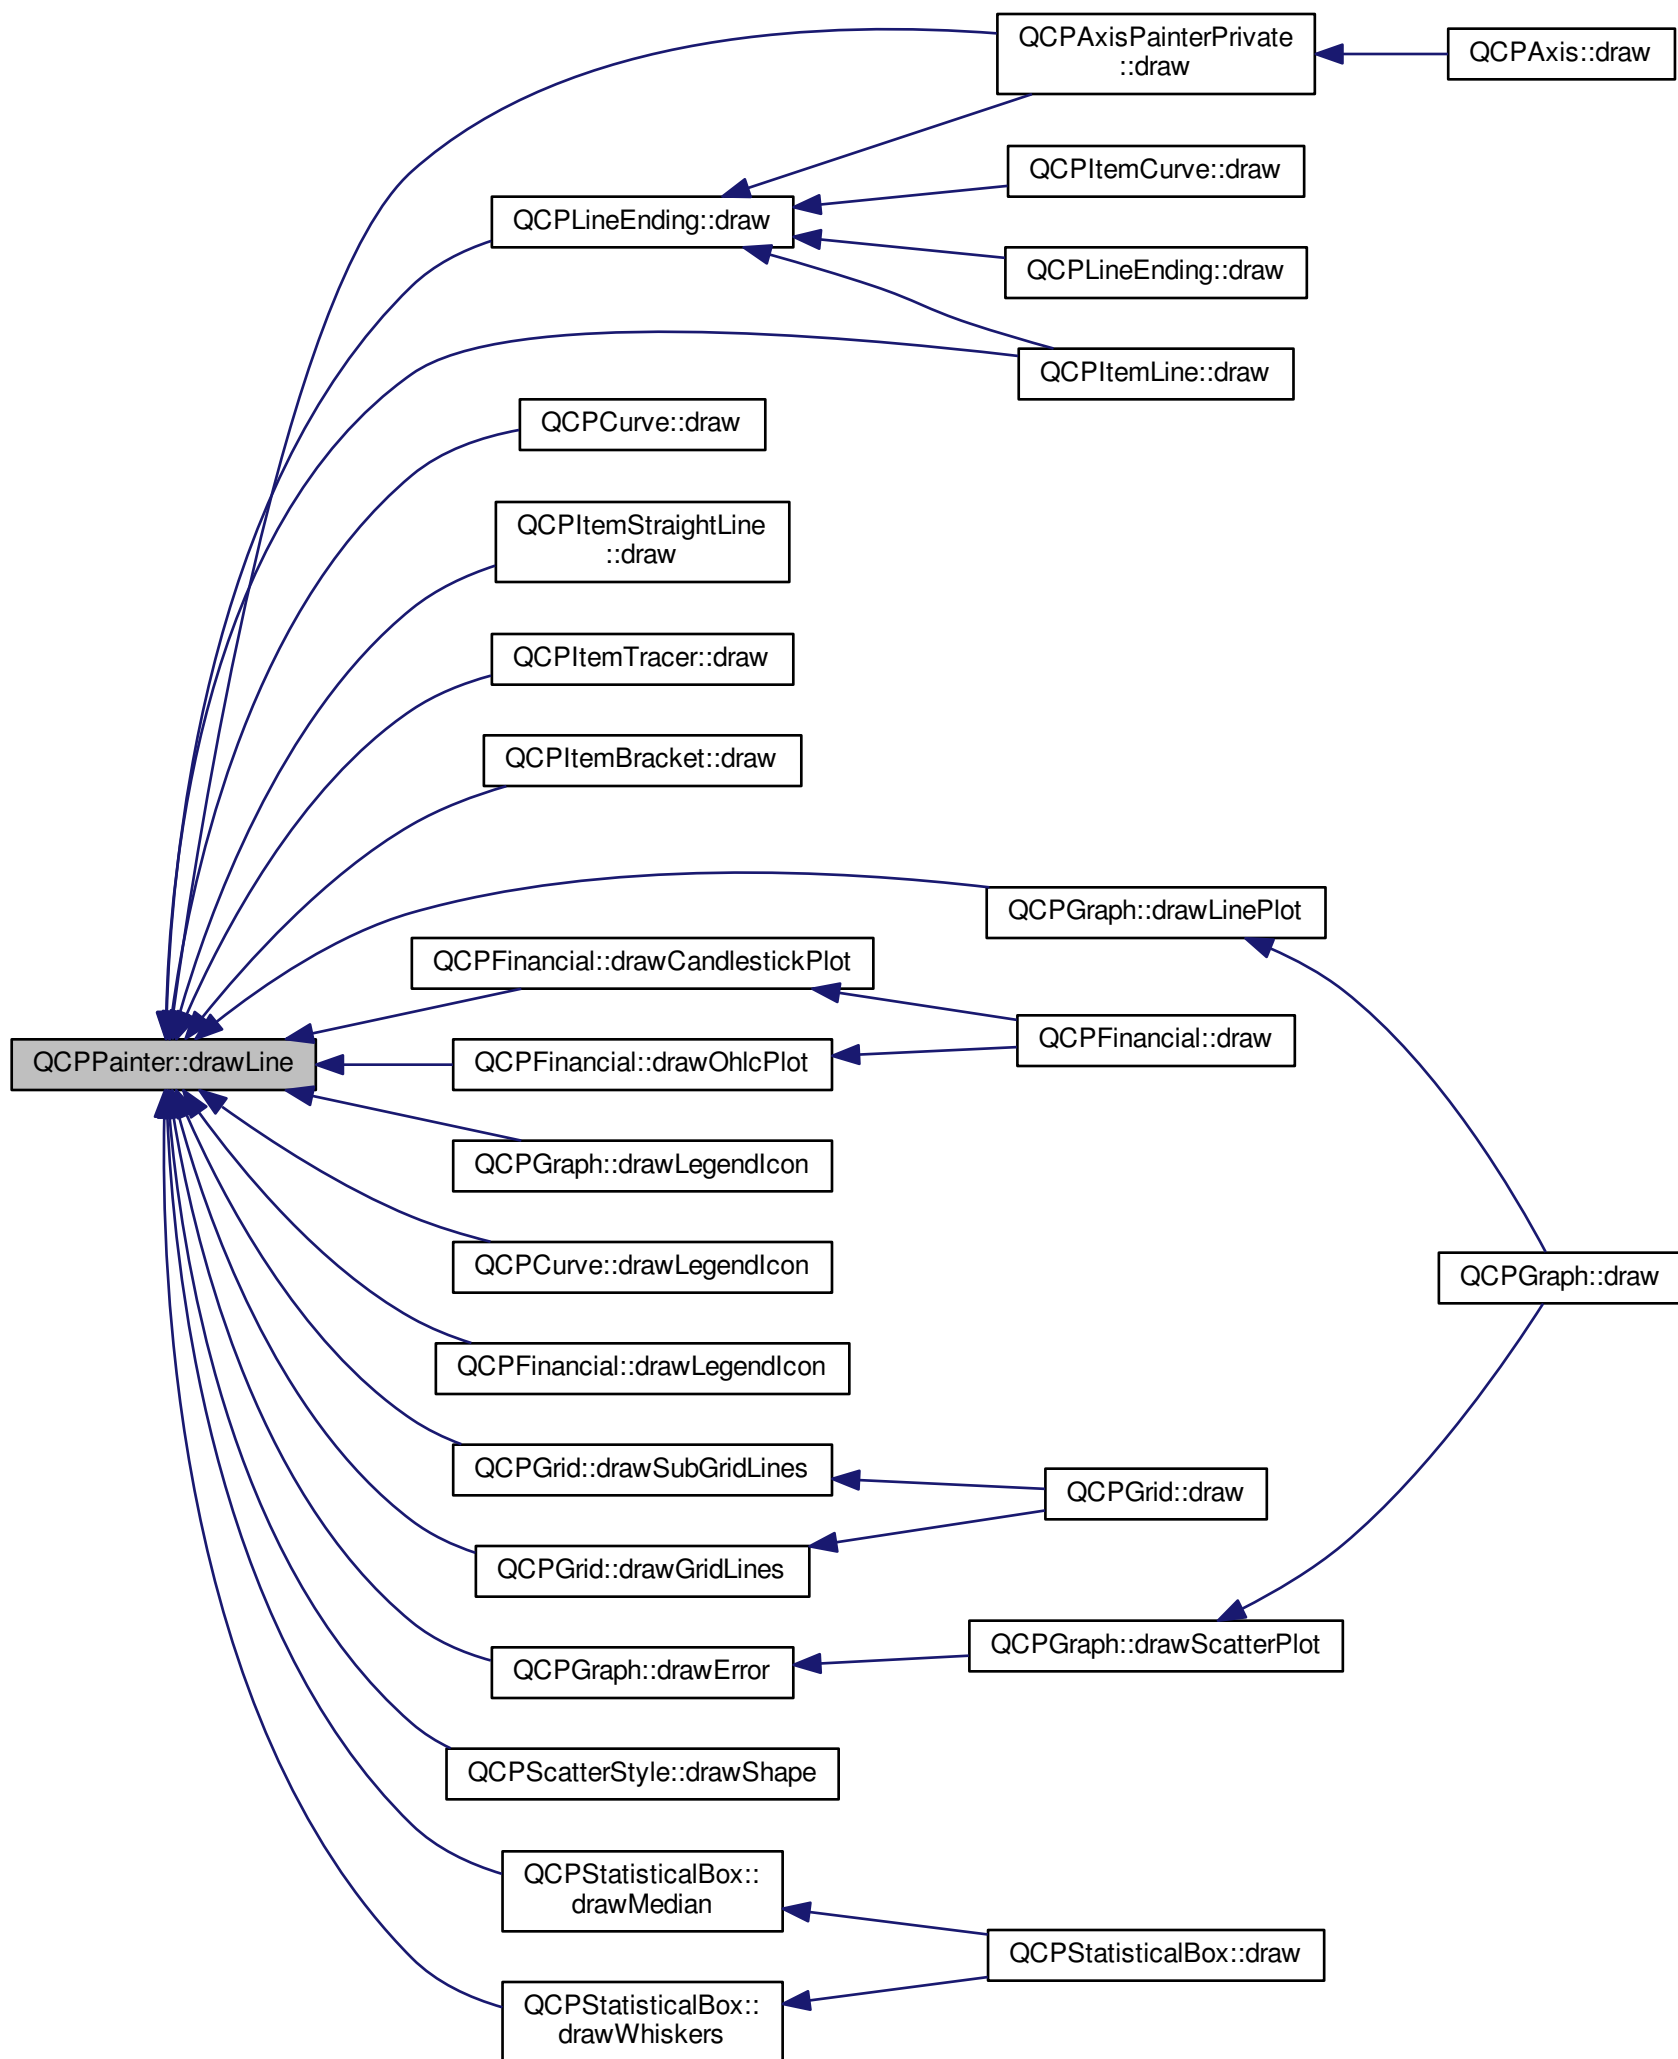 QCPAxisPainterPrivate
::draw
QCPAxis::draw
QCPItemCurve::draw
QCPLineEnding::draw
QCPLineEnding::draw
QCPItemLine::draw
QCPCurve::draw
QCPItemStraightLine
::draw
QCPItemTracer::draw
QCPItemBracket::draw
QCPGraph::drawLinePlot
QCPFinancial::drawCandlestickPlot
QCPFinancial::draw
QCPPainter::drawLine
QCPFinancial::drawOhlcPlot
QCPGraph::drawLegendIcon
QCPCurve::drawLegendIcon
QCPGraph::draw
QCPFinancial::drawLegendIcon
QCPGrid::drawSubGridLines
QCPGrid::draw
QCPGrid::drawGridLines
QCPGraph::drawScatterPlot
QCPGraph::drawError
QCPScatterStyle::drawShape
QCPStatisticalBox::
drawMedian
QCPStatisticalBox::draw
QCPStatisticalBox::
drawWhiskers